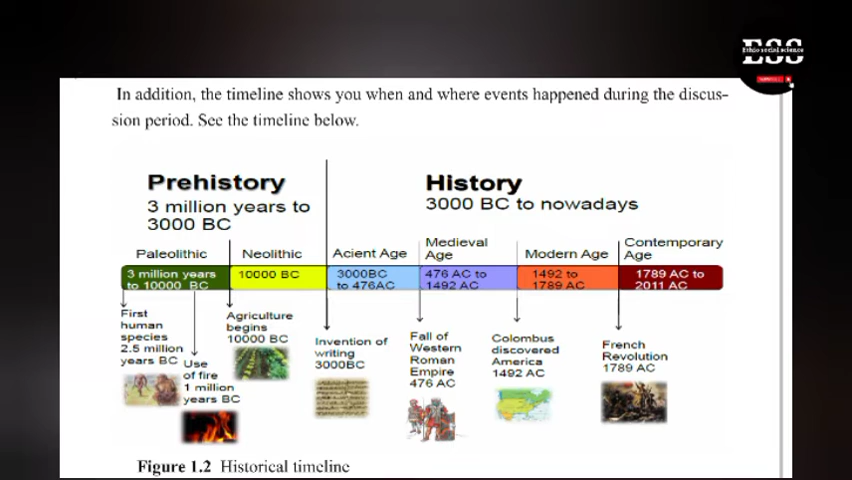 Ethio social science
ESS
In addition, the timeline shows you when and where events happened during the discus-
sion period. See the timeline below.
Prehistory
3 million years to
3000 BC
History
3000 BC to nowadays
Paleolithic
Neolithic
Acient Age
Medieval
Age
Modern Age
Contemporary
Age
3 million years
to 10000 BC
10000 BC
3000BC
to 476AC
476 AC to
1492 AC
1492 to
1789 AC
1789 AC to
2011 AC
First
human
species
2.5 million
years BC
Use
of fire
1 million
years BC
Agriculture
begins
10000 BC
Invention of
writing
3000BC
Fall of
Western
Roman
Empire
476 AC
Colombus
discovered
America
1492 AC
French
Revolution
1789 AC
Figure 1.2 Historical timeline